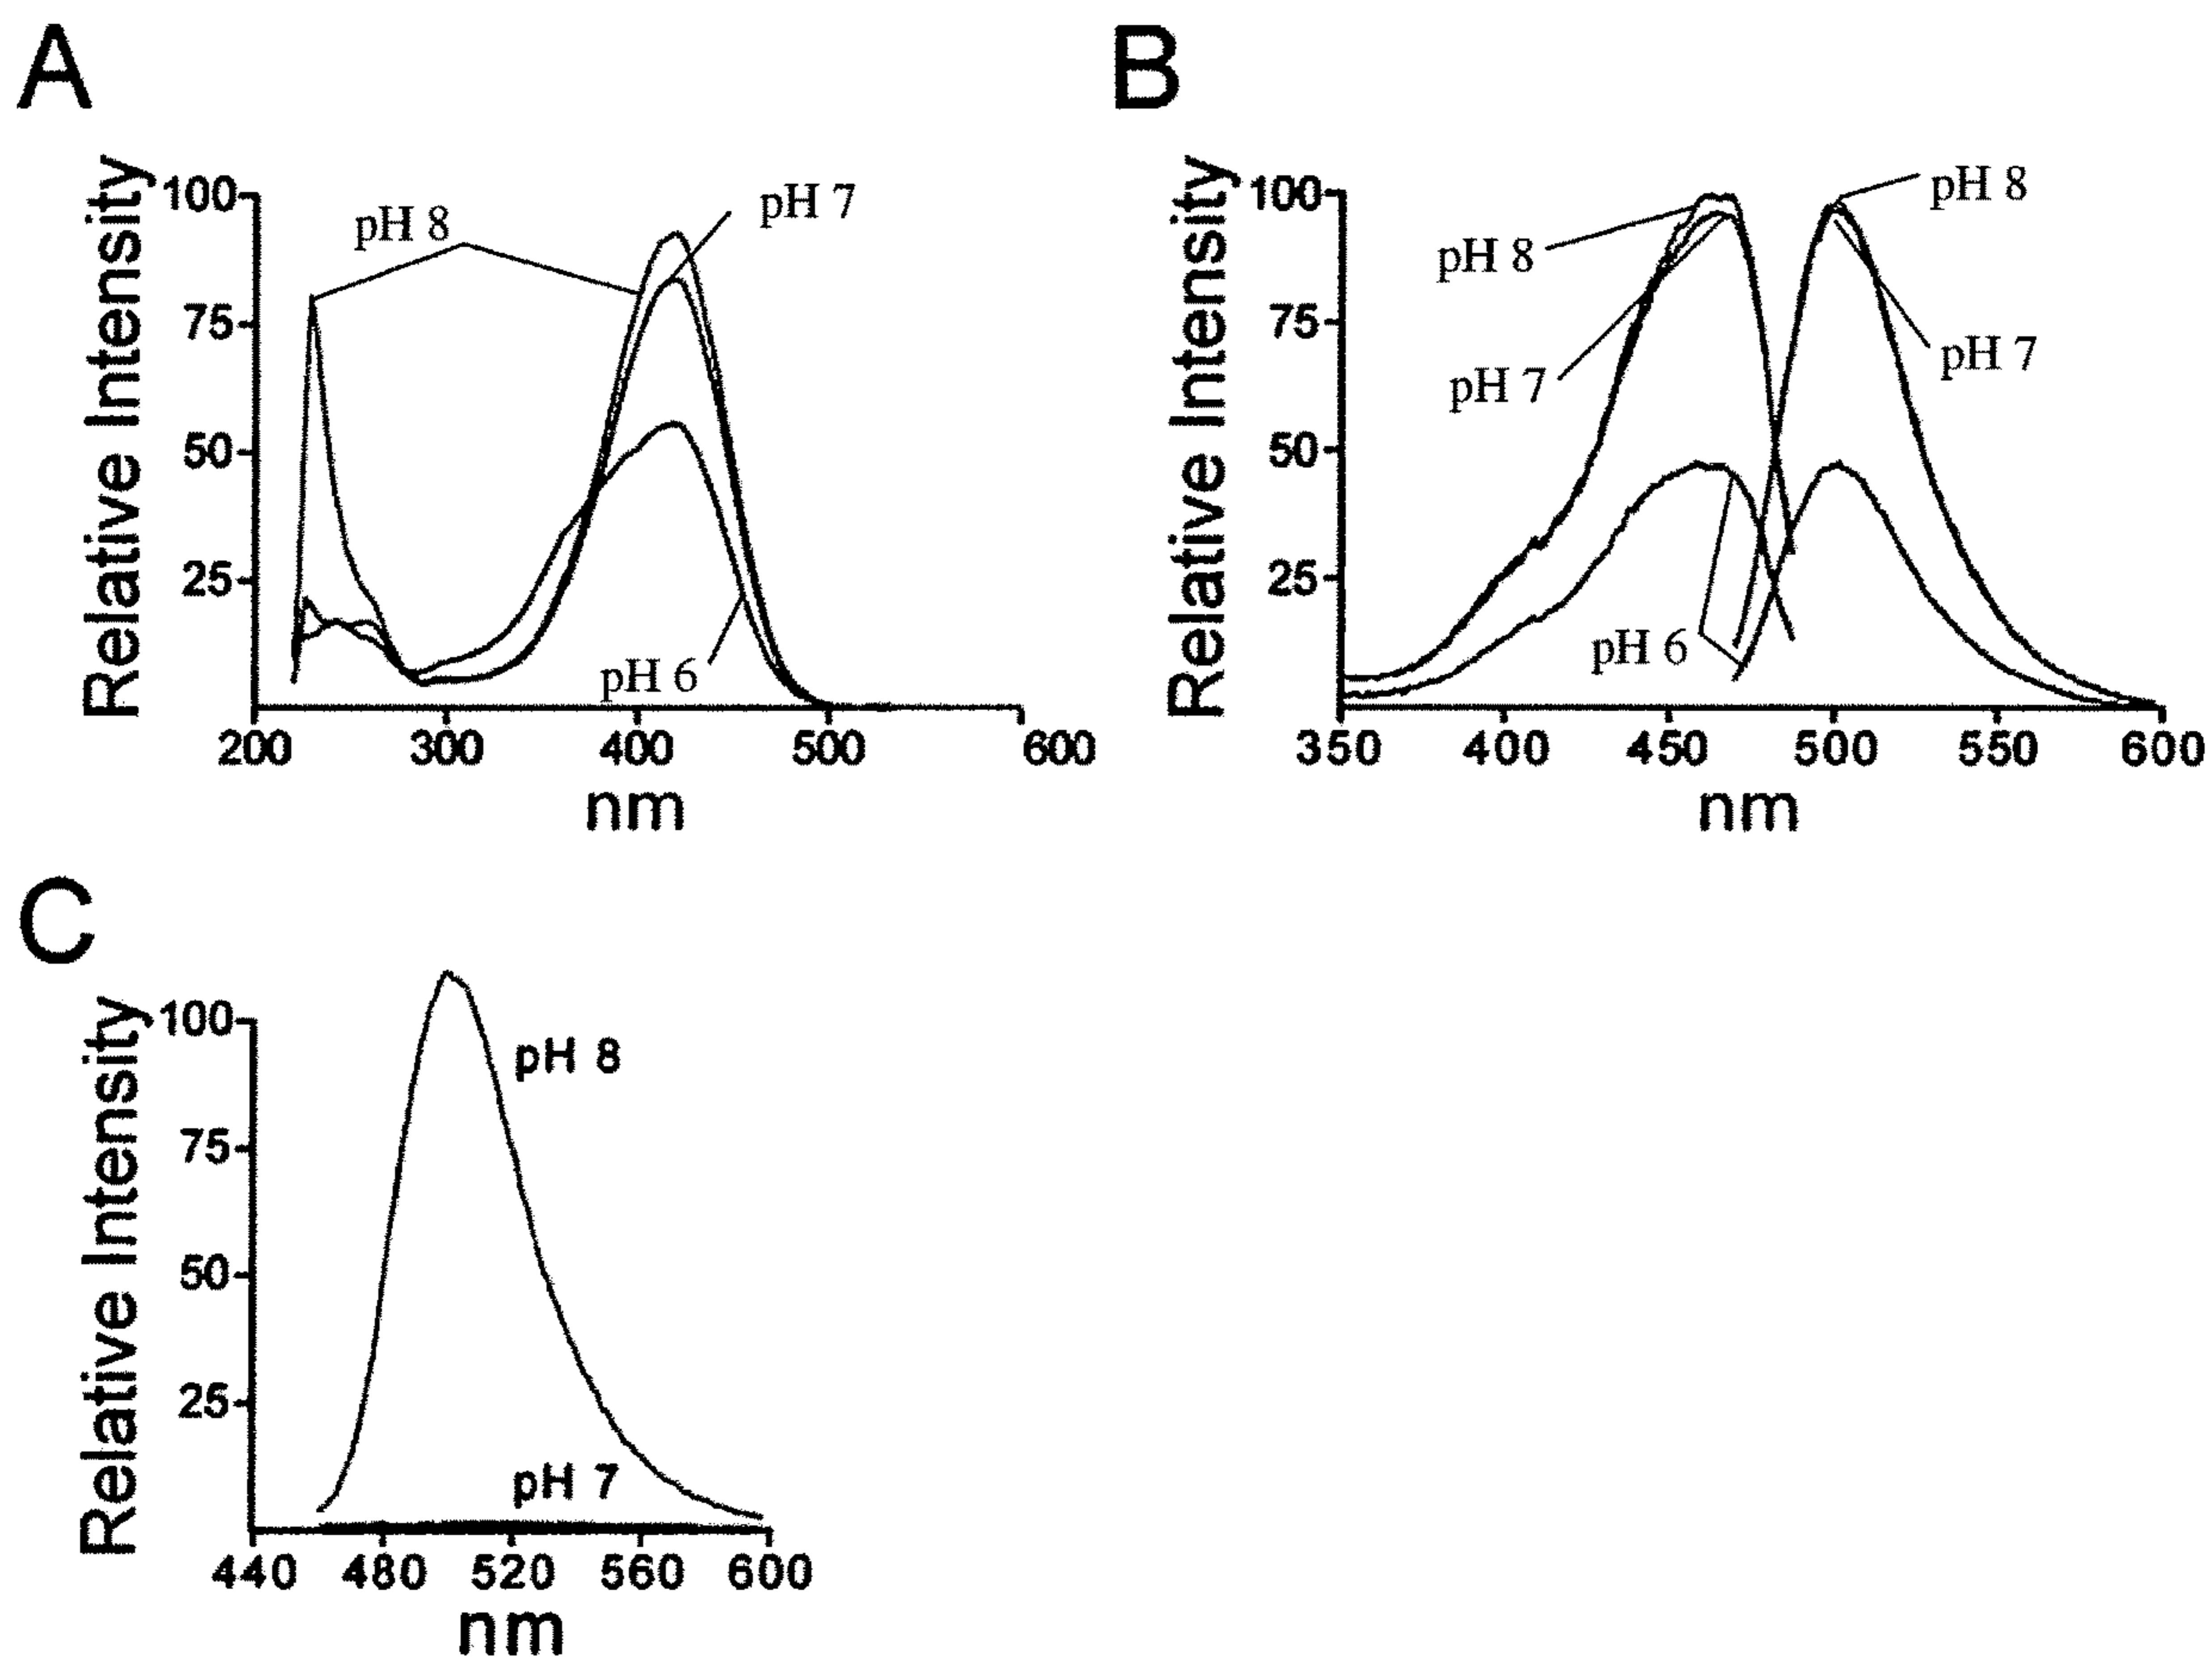 A
Relative Intensity
100
75
50
25
pH 8
pH 7
pH 6
200 300 400 500 600
nm
B
Relative Intensity
100
75
50
25
pH 8
pH 8
pH 7
pH 7
pH 6
350 400 450 500 550 600
nm
C
Relative Intensity
100
75
50
25
pH 8
pH 7
440 480 520 560 600
nm